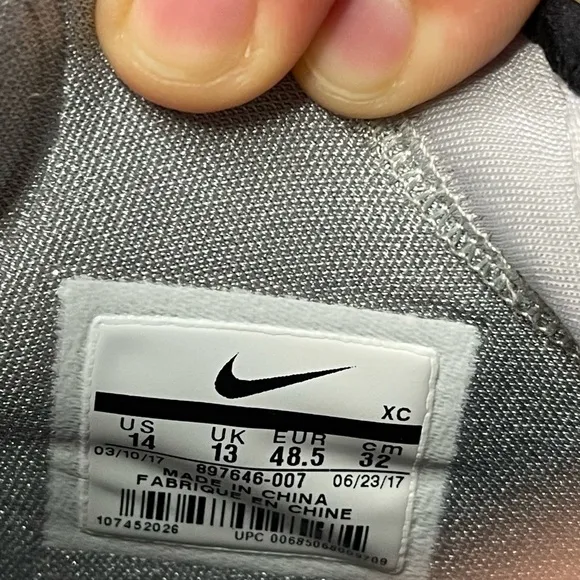 XC
US UK EUR cm
14 13 48.5 32
03/10/17 897646-007 06/23/17
MADE IN CHINA
FABRIQUE EN CHINE
107452026 UPC